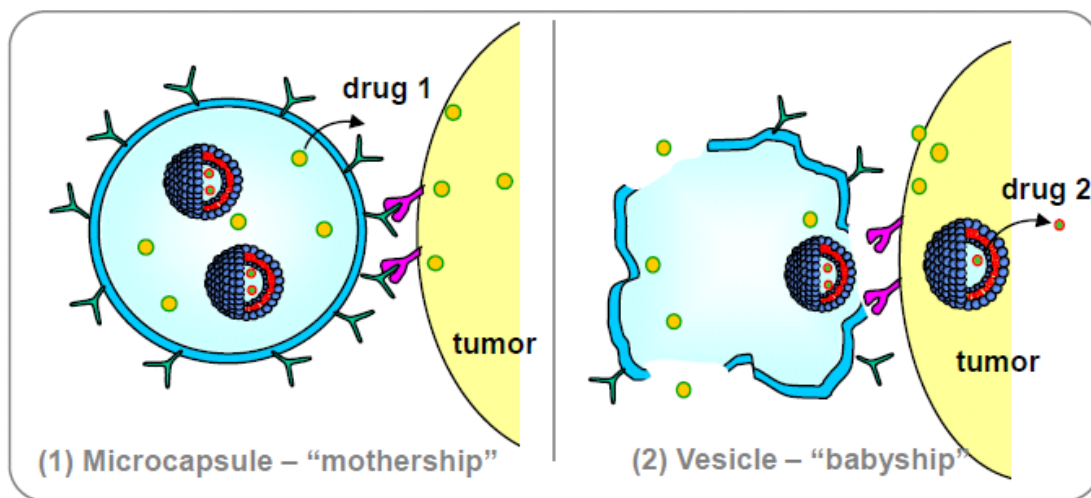 drug 1
tumor
(1) Microcapsule – “mothership”
drug 2
tumor
(2) Vesicle – “babyship”